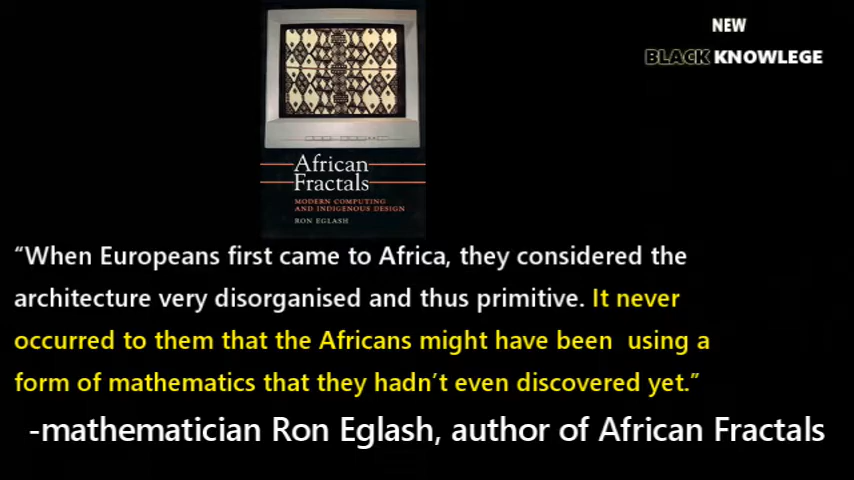 NEW
BLACK KNOWLEGE
African
Fractals
MODERN COMPUTING
AND INDIGENOUS DESIGN
RON EGLASH
“When Europeans first came to Africa, they considered the
architecture very disorganised and thus primitive. It never
occurred to them that the Africans might have been using a
form of mathematics that they hadn’t even discovered yet.”
-mathematician Ron Eglash, author of African Fractals